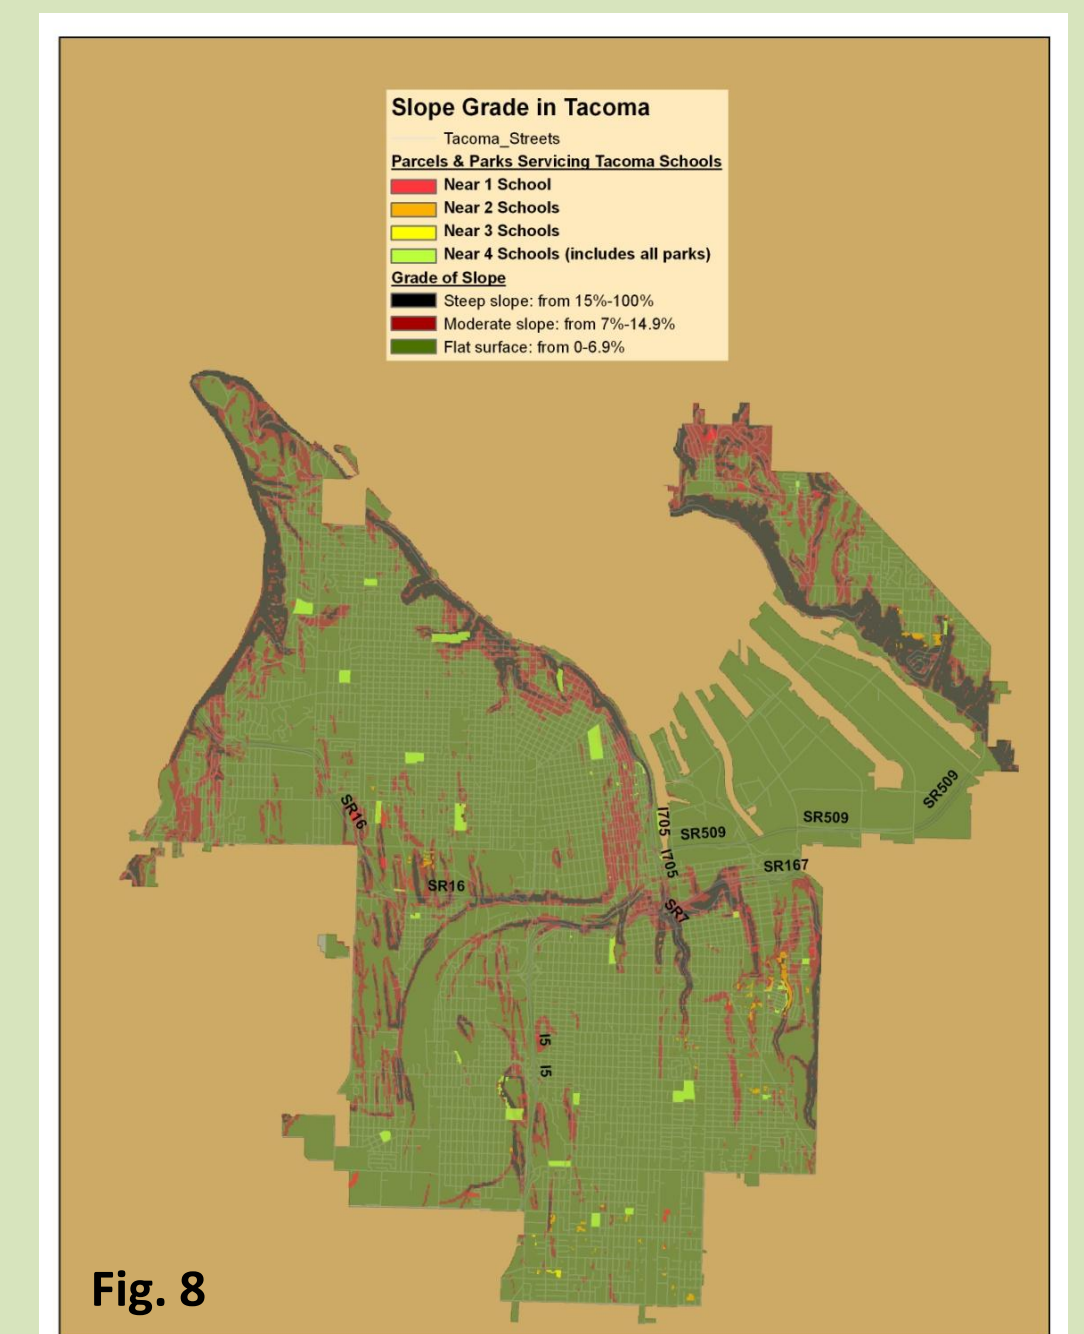 Slope Grade in Tacoma
Tacoma_Streets
Parcels & Parks Servicing Tacoma Schools
Near 1 School
Near 2 Schools
Near 3 Schools
Near 4 Schools (includes all parks)
Grade of Slope
Steep slope: from 15%-100%
Moderate slope: from 7%-14.9%
Flat surface: from 0-6.9%
SR16
I705
SR509
SR509
SR509
I705
SR167
SR16
SR7
I5
I5
Fig. 8